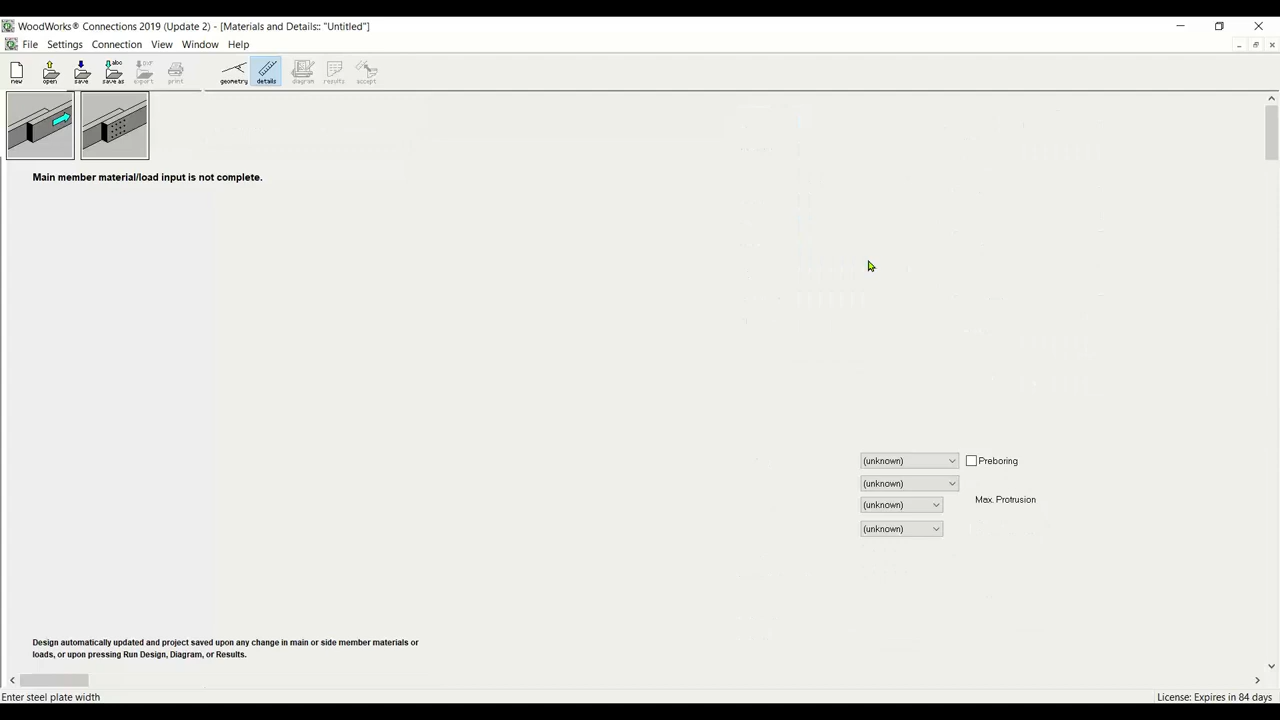 WoodWorks® Connections 2019 (Update 2) - [Materials and Details:: "Untitled"]
File Settings Connection View Window Help
abc DXF
new open save save as export print geometry details diagram results accept
Main member material/load input is not complete.
(unknown) Preboring
(unknown)
Max. Protrusion
(unknown)
(unknown)
Design automatically updated and project saved upon any change in main or side member materials or
loads, or upon pressing Run Design, Diagram, or Results.
Enter steel plate width License: Expires in 84 days